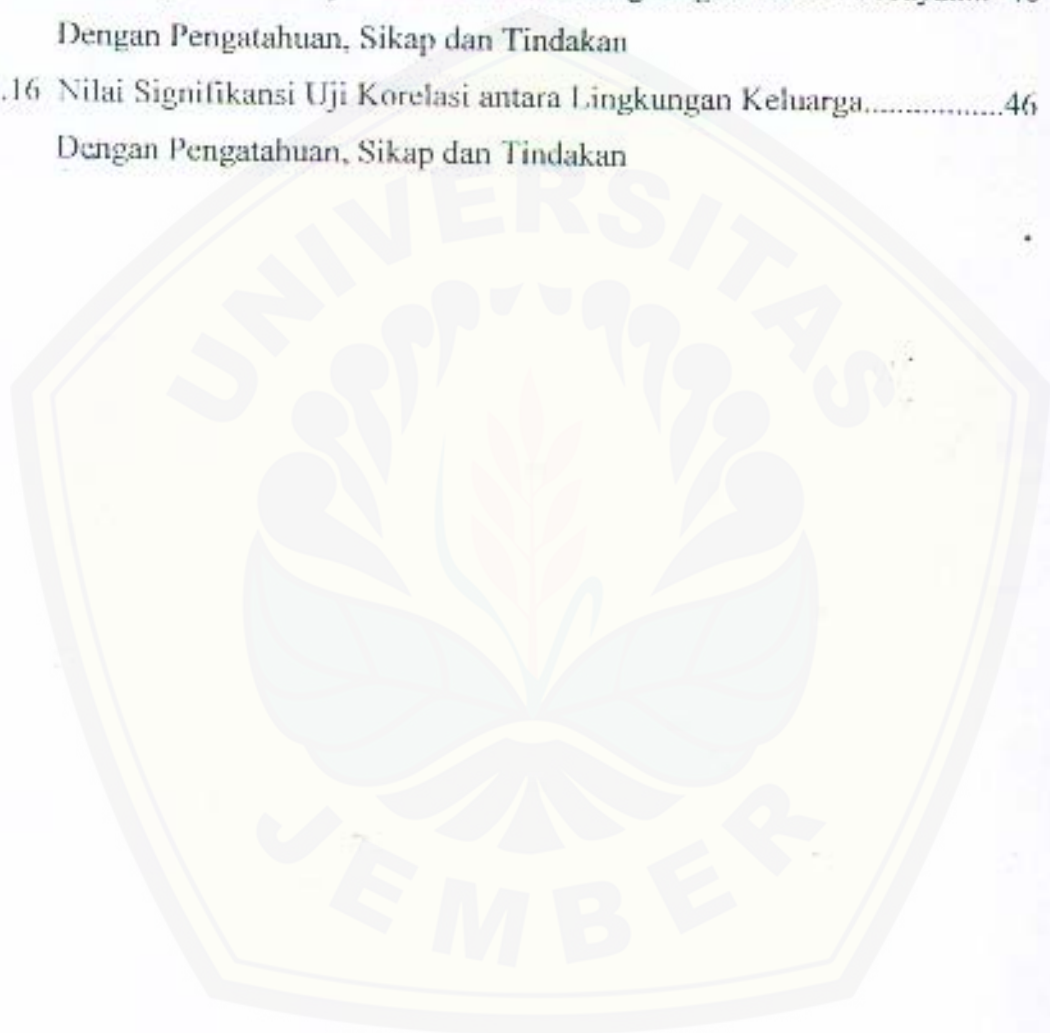 Dengan Pengatahuan, Sikap dan Tindakan
.16 Nilai Signifikansi Uji Korelasi antara Lingkungan Keluarga.................46
Dengan Pengatahuan, Sikap dan Tindakan
UNIVERSITAS
JEMBER